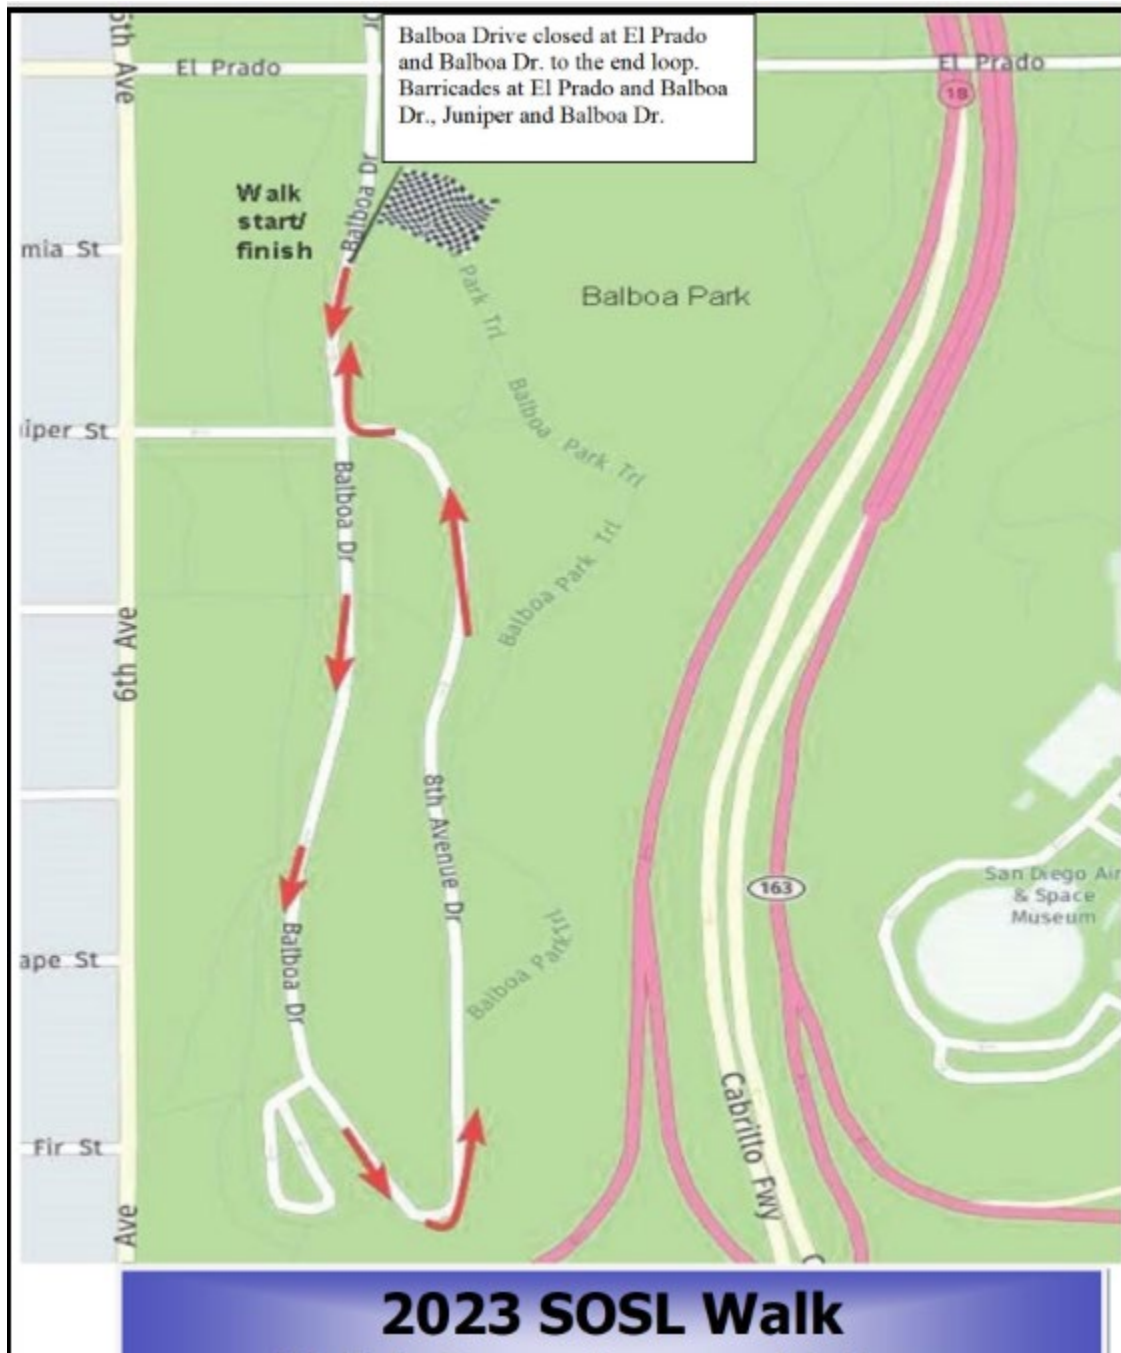 Balboa Drive closed at El Prado
and Balboa Dr. to the end loop.
Barricades at El Prado and Balboa
Dr., Juniper and Balboa Dr.
Dr
5th Ave
El Prado
El Prado
18
Balboa Dr
Walk
start/
finish
mia St
Park Trl
Balboa Park
Balboa Park Trl
iper St
Balboa Dr
Balboa Park Trl
6th Ave
8th Avenue Dr
163
San Diego Air
& Space
Museum
Balboa Dr
Balboa Park Trl
ape St
Cabrillo Fwy
Fir St
Ave
C
2023 SOSL Walk